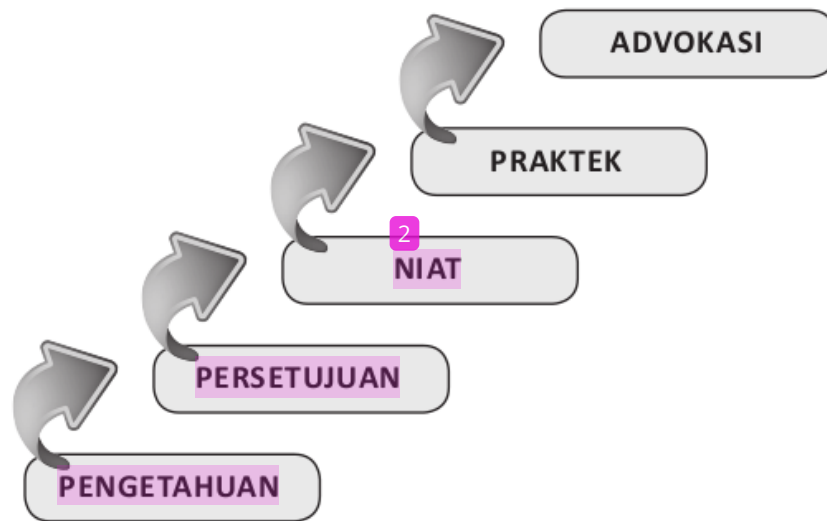 ADVOKASI
PRAKTEK
2
NIAT
PERSETUJUAN
PENGETAHUAN